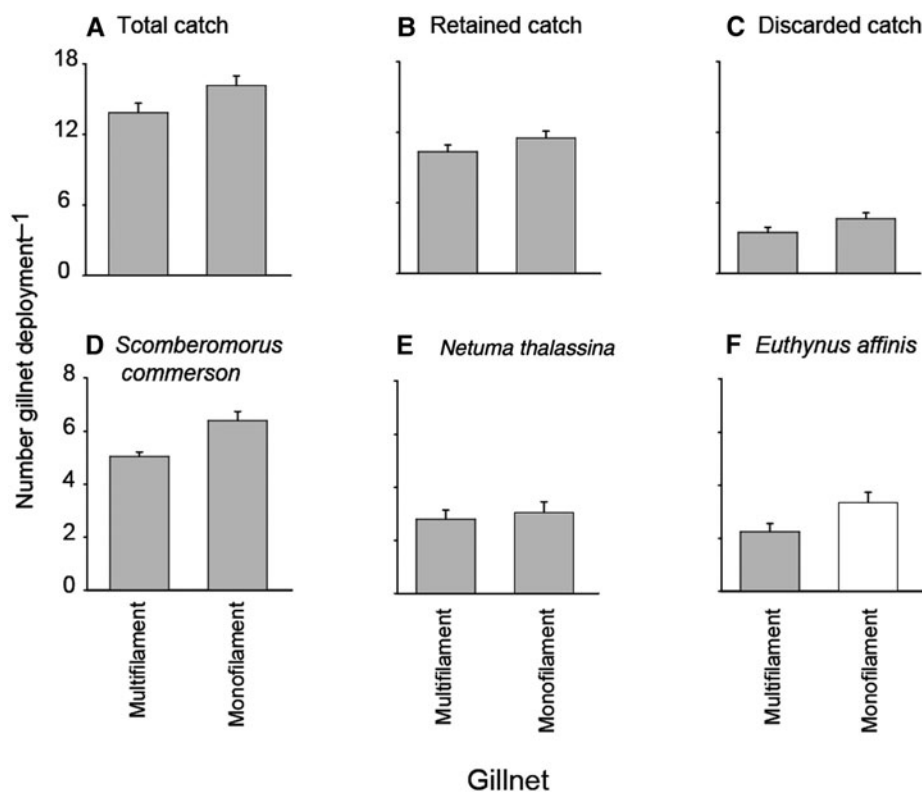 A Total catch
B Retained catch
C Discarded catch
18
12
6
0
Number gillnet deployment–1
D Scomberomorus
commerson
E Netuma thalassina
F Euthynus affinis
8
6
4
2
0
Multifilament
Monofilament
Multifilament
Monofilament
Multifilament
Monofilament
Gillnet